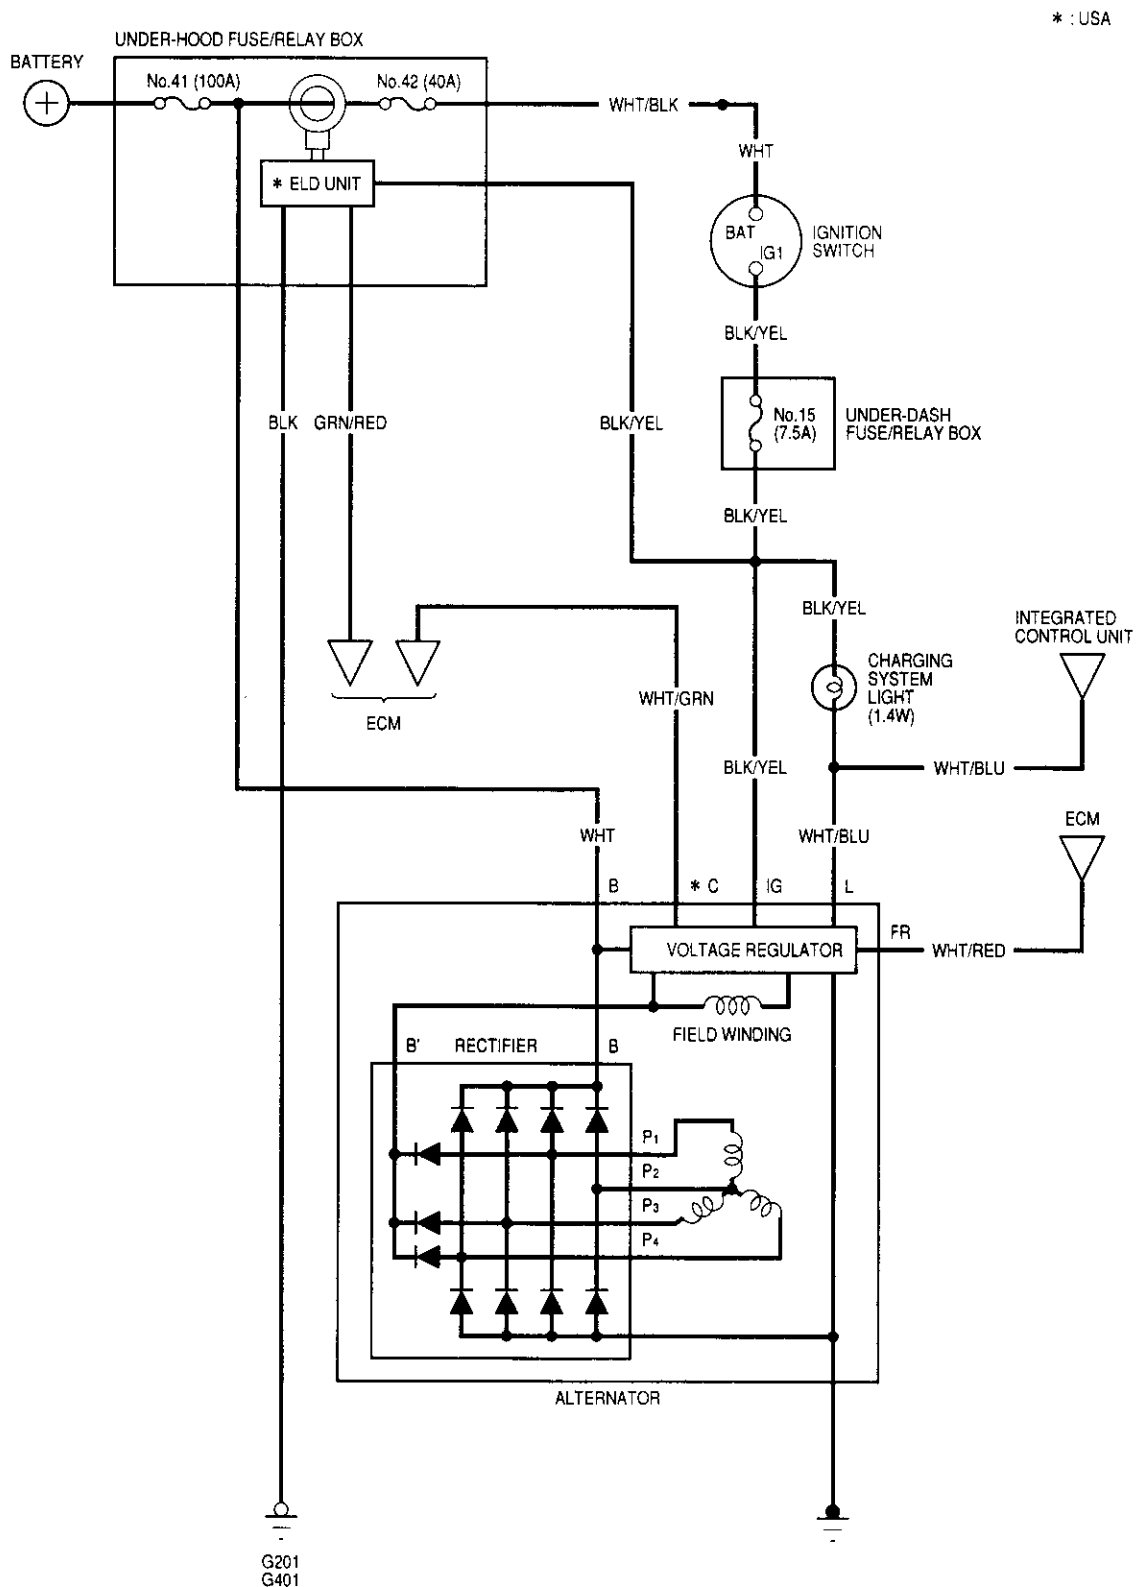 * : USA
UNDER-HOOD FUSE/RELAY BOX
BATTERY
No.41 (100A)
No.42 (40A)
WHT/BLK
WHT
* ELD UNIT
BAT
IG1
IGNITION
SWITCH
BLK/YEL
BLK
GRN/RED
BLK/YEL
No.15
(7.5A)
UNDER-DASH
FUSE/RELAY BOX
BLK/YEL
BLK/YEL
INTEGRATED
CONTROL UNIT
CHARGING
SYSTEM
LIGHT
(1.4W)
WHT/GRN
ECM
BLK/YEL
WHT/BLU
WHT
WHT/BLU
ECM
B
* C
IG
L
FR
VOLTAGE REGULATOR
WHT/RED
FIELD WINDING
B'
RECTIFIER
B
P1
P2
P3
P4
ALTERNATOR
G201
G401